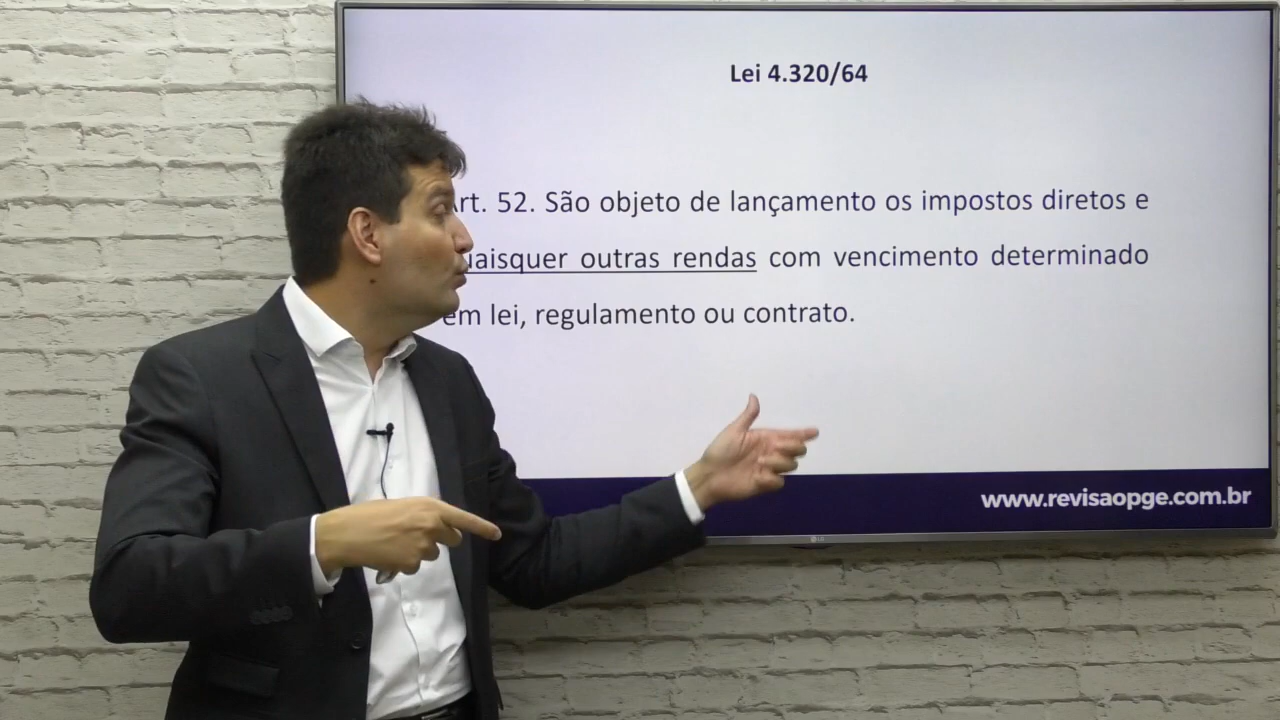 Lei 4.320/64
rt. 52. São objeto de lançamento os impostos diretos e
uaisquer outras rendas com vencimento determinado
em lei, regulamento ou contrato.
www.revisaopge.com.br
LG